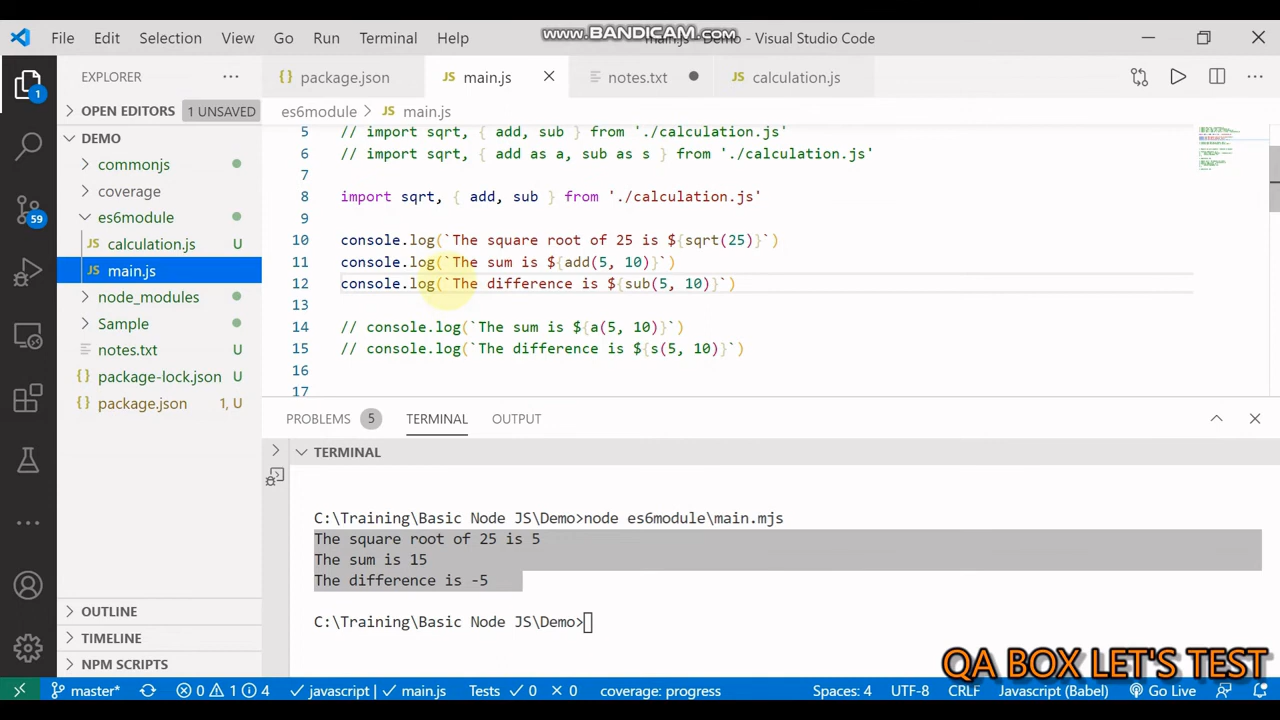 www.BANDICAM.com
File Edit Selection View Go Run Terminal Help main.js - Demo - Visual Studio Code
EXPLORER ... package.json main.js notes.txt calculation.js ...
OPEN EDITORS 1 UNSAVED es6module > JS main.js
DEMO
commonjs
coverage
es6module
JS calculation.js U
JS main.js
node_modules
Sample
notes.txt U
package-lock.json U
package.json 1, U
OUTLINE
TIMELINE
NPM SCRIPTS
1
59
5 // import sqrt, { add, sub } from './calculation.js'
6 // import sqrt, { add as a, sub as s } from './calculation.js'
7
8 import sqrt, { add, sub } from './calculation.js'
9
10 console.log(`The square root of 25 is ${sqrt(25)}`)
11 console.log(`The sum is ${add(5, 10)}`)
12 console.log(`The difference is ${sub(5, 10)}`)
13
14 // console.log(`The sum is ${a(5, 10)}`)
15 // console.log(`The difference is ${s(5, 10)}`)
16
17
PROBLEMS 5 TERMINAL OUTPUT
TERMINAL
C:\Training\Basic Node JS\Demo>node es6module\main.mjs
The square root of 25 is 5
The sum is 15
The difference is -5
C:\Training\Basic Node JS\Demo>
QA BOX LET'S TEST
master* 0 1 4 javascript | main.js Tests 0 0 coverage: progress Spaces: 4 UTF-8 CRLF Javascript (Babel) Go Live